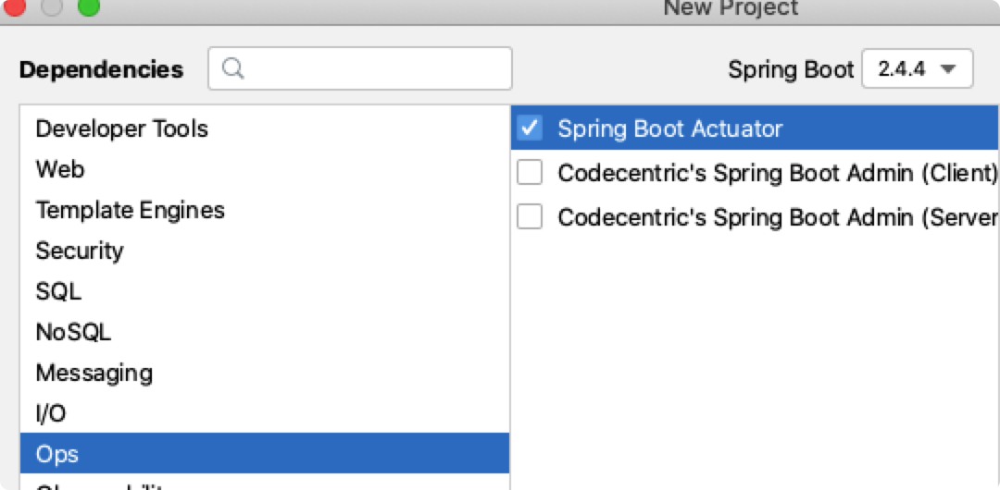 New Project
Dependencies
Spring Boot 2.4.4
Developer Tools
Web
Template Engines
Security
SQL
NoSQL
Messaging
I/O
Ops
Spring Boot Actuator
Codecentric's Spring Boot Admin (Client)
Codecentric's Spring Boot Admin (Server